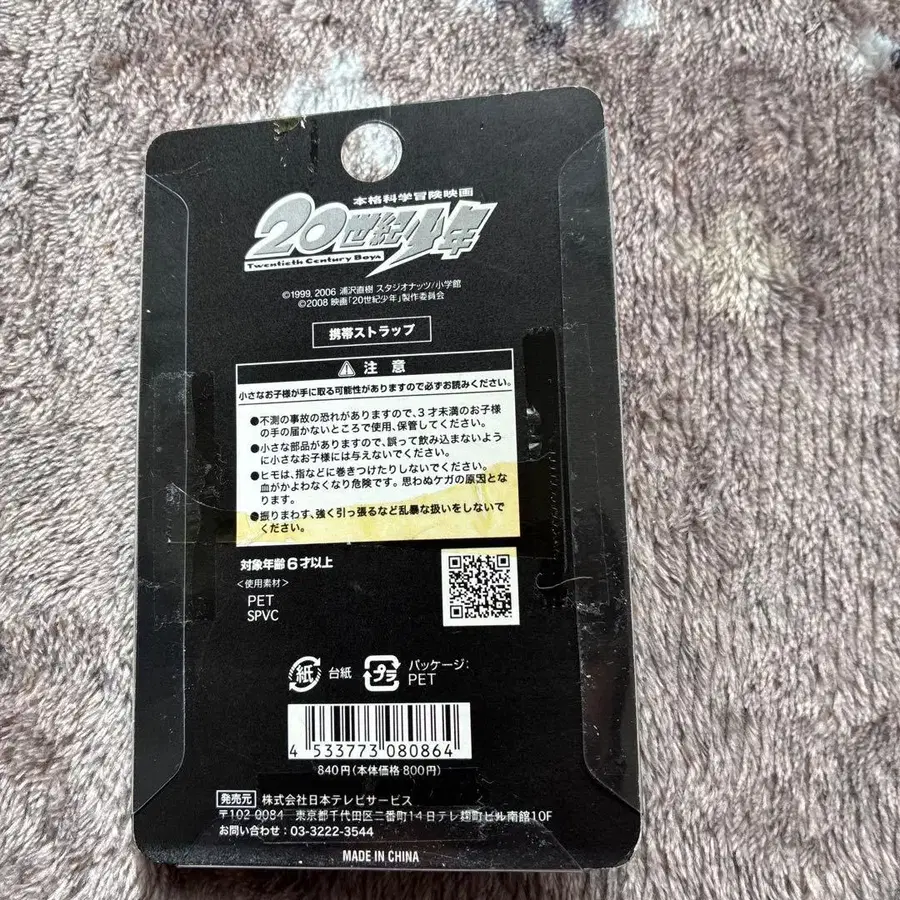 本格科学冒険映画
20世紀少年
Twentieth Century Boys
©1999, 2006 浦沢直樹 スタジオナッツ/小学館
©2008 映画「20世紀少年」製作委員会
携帯ストラップ
注意
小さなお子様が手に取る可能性がありますので必ずお読みください。
●不測の事故の恐れがありますので、3才未満のお子様
の手の届かないところで使用、保管してください。
●小さな部品がありますので、誤って飲み込まないよう
に小さなお子様には与えないでください。
●ヒモは、指などに巻きつけたりしないでください。
血がかよわなくなり危険です。思わぬケガの原因とな
ります。
●振りまわす、強く引っ張るなど乱暴な扱いをしないで
ください。
対象年齢6才以上
<使用素材>
PET
SPVC
紙 台紙
プラ パッケージ:
PET
4 533773 080864
840円(本体価格800円)
発売元 株式会社日本テレビサービス
〒102-0084 東京都千代田区二番町14日テレ麹町ビル南館10F
お問い合わせ:03-3222-3544
MADE IN CHINA